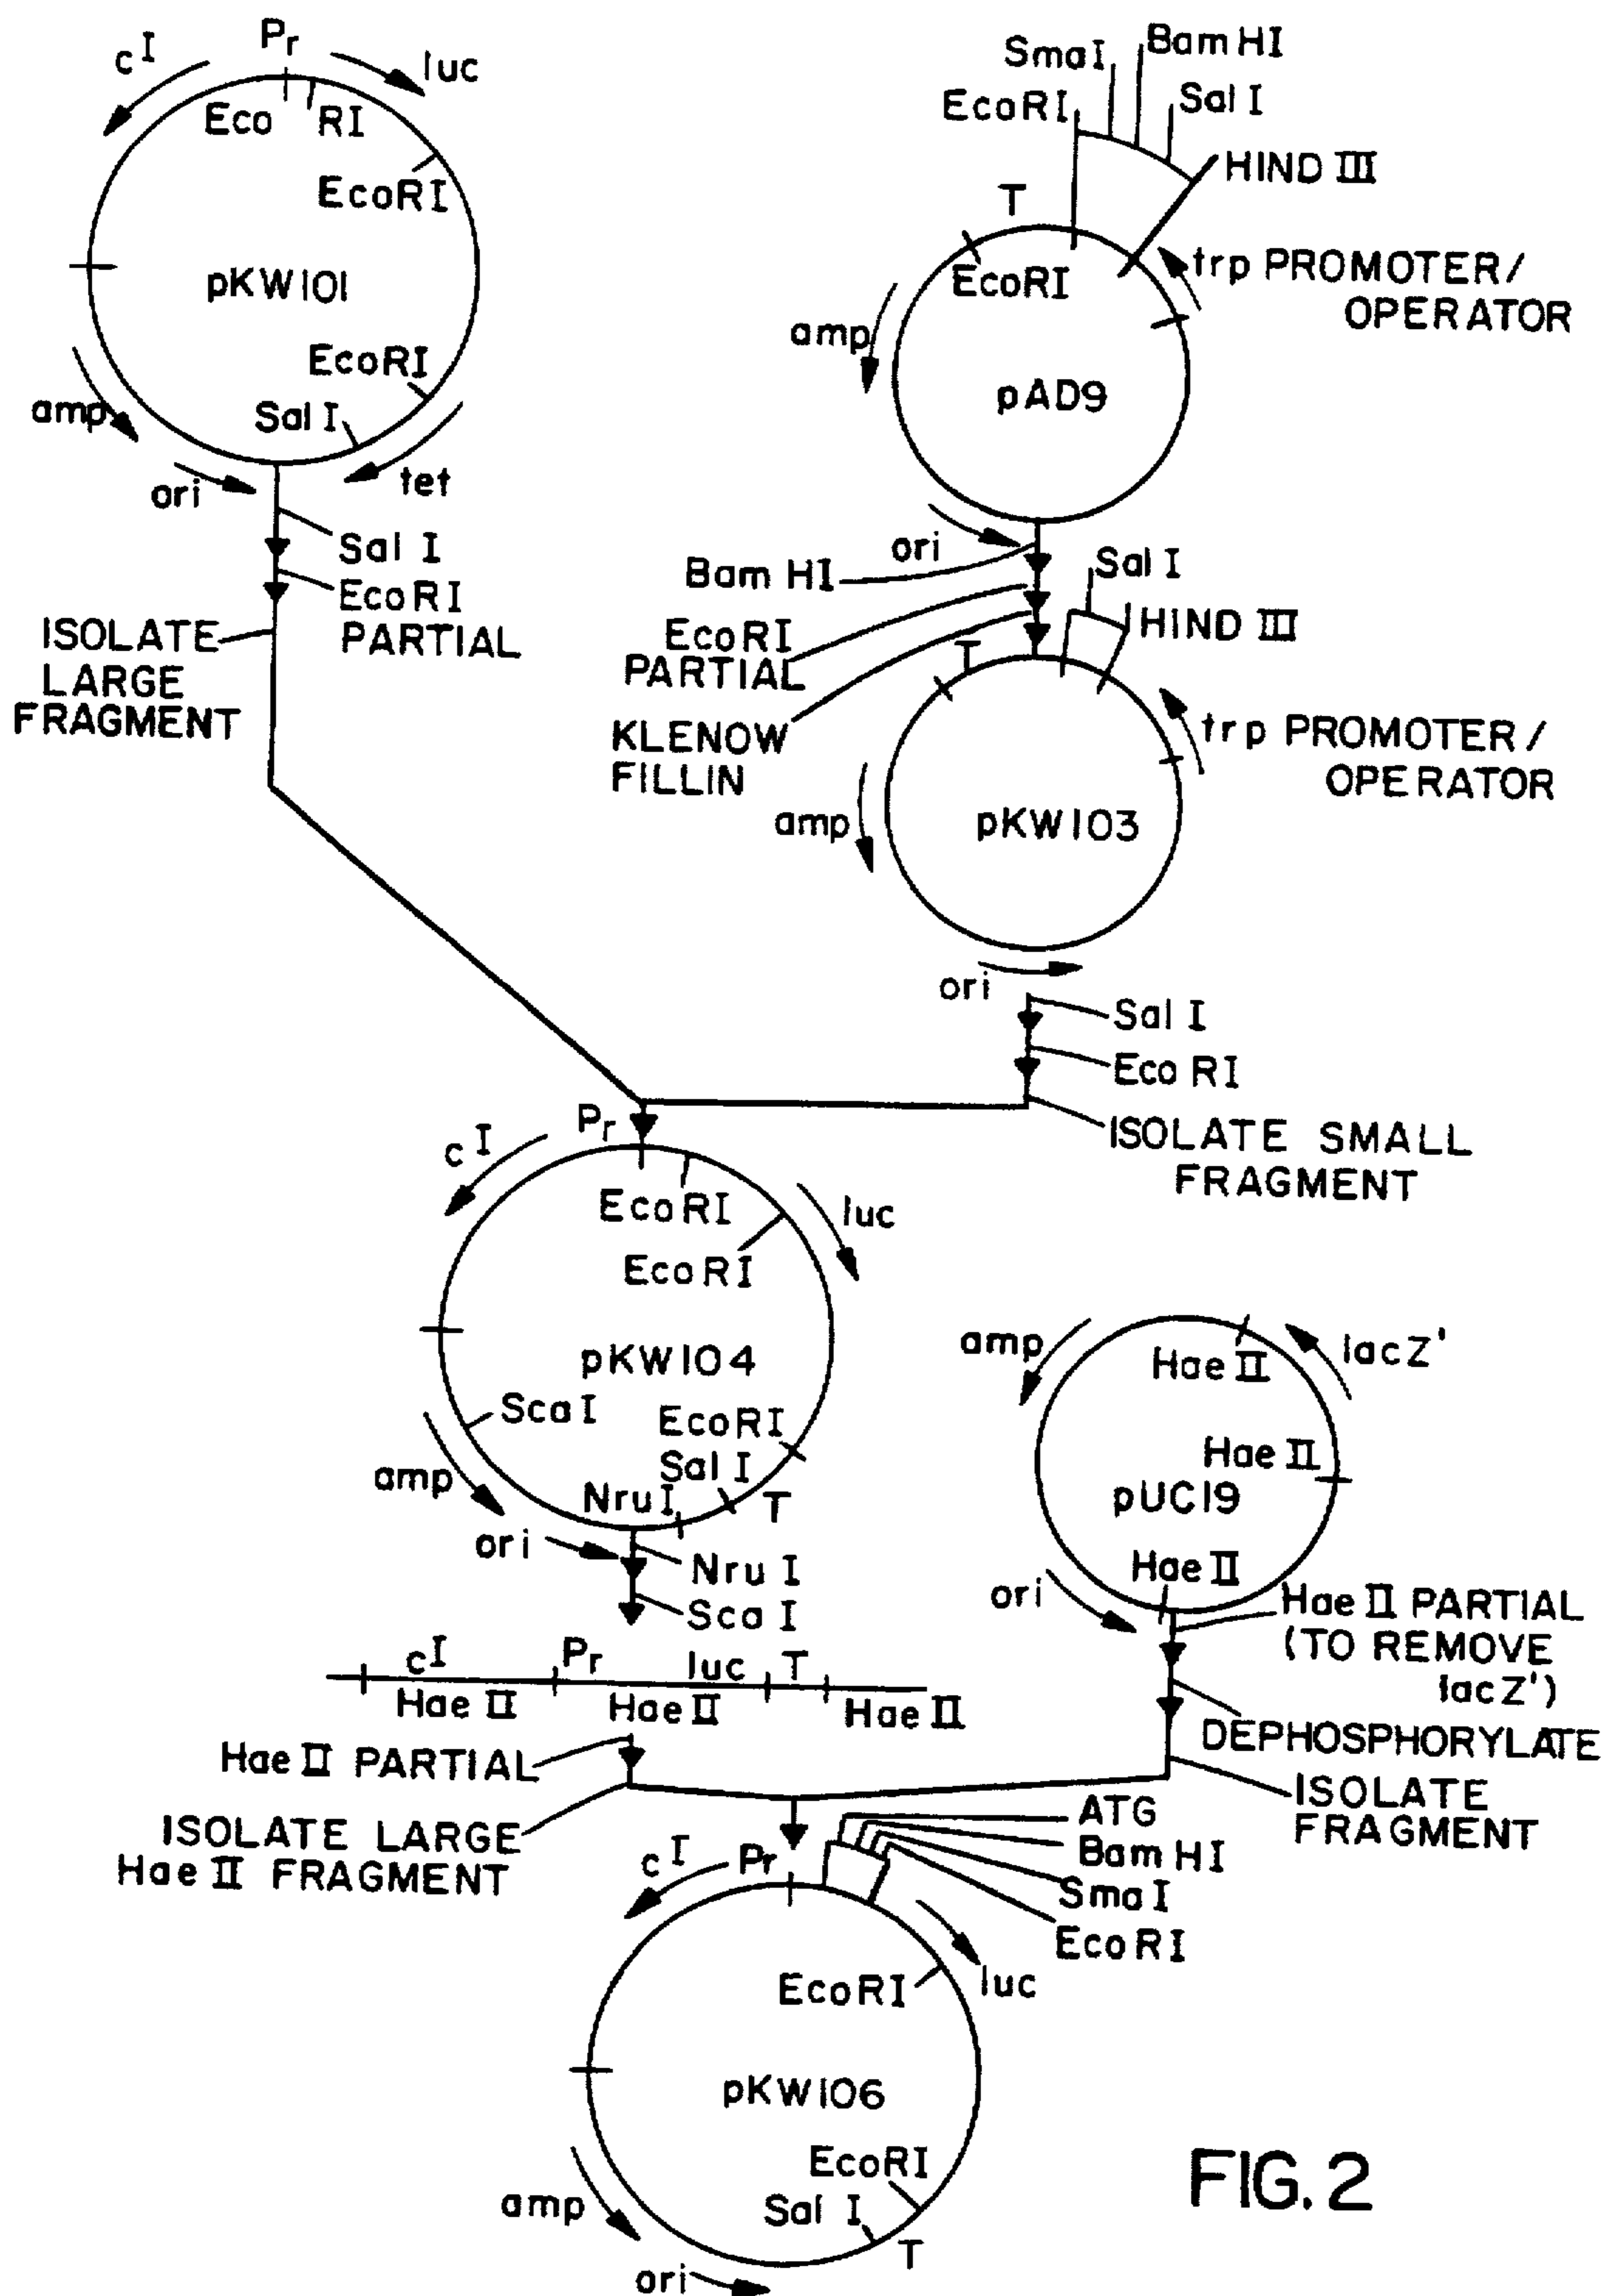 cI
Pr
luc
Eco RI
EcoRI
pKW101
EcoRI
Sal I
amp
ori
tet
Sal I
EcoRI
PARTIAL
ISOLATE
LARGE
FRAGMENT
SmaI
BamHI
EcoRI
Sal I
HIND III
T
EcoRI
trp PROMOTER/
OPERATOR
amp
pAD9
ori
Bam HI
EcoRI
PARTIAL
KLENOW
FILLIN
Sal I
HIND III
T
trp PROMOTER/
OPERATOR
amp
pKW103
ori
Sal I
Eco RI
ISOLATE SMALL
FRAGMENT
cI
Pr
EcoRI
luc
EcoRI
pKW104
ScaI
EcoRI
Sal I
amp
NruI
T
ori
Nru I
Sca I
amp
Hae II
lacZ'
Hae II
pUC19
Hae II
ori
Hae II PARTIAL
(TO REMOVE
lacZ')
DEPHOSPHORYLATE
ISOLATE
FRAGMENT
cI Pr luc T
Hae II Hae II Hae II
Hae II PARTIAL
ISOLATE LARGE
Hae II FRAGMENT
ATG
Bam HI
SmaI
EcoRI
cI
Pr
luc
EcoRI
pKW106
EcoRI
Sal I
amp
T
ori
FIG. 2